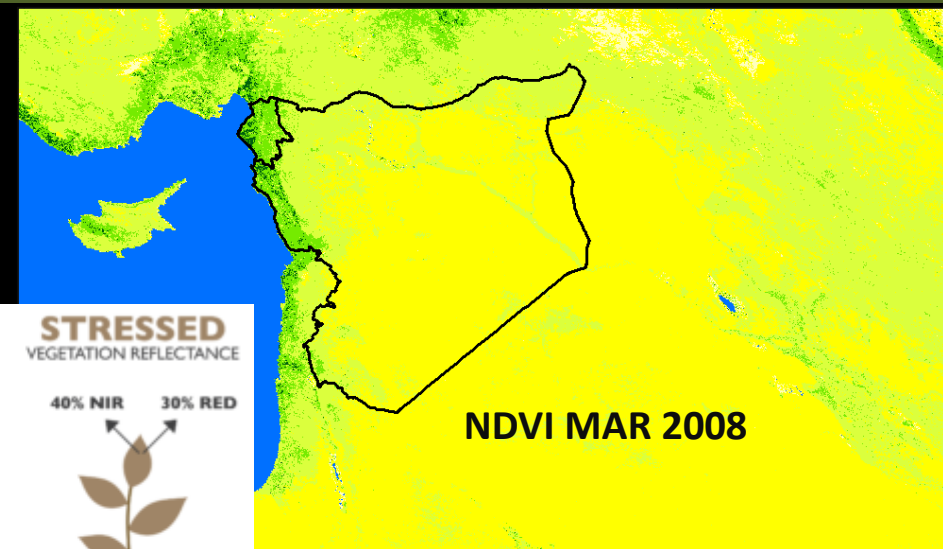 STRESSED
VEGETATION REFLECTANCE
40% NIR 30% RED
NDVI MAR 2008